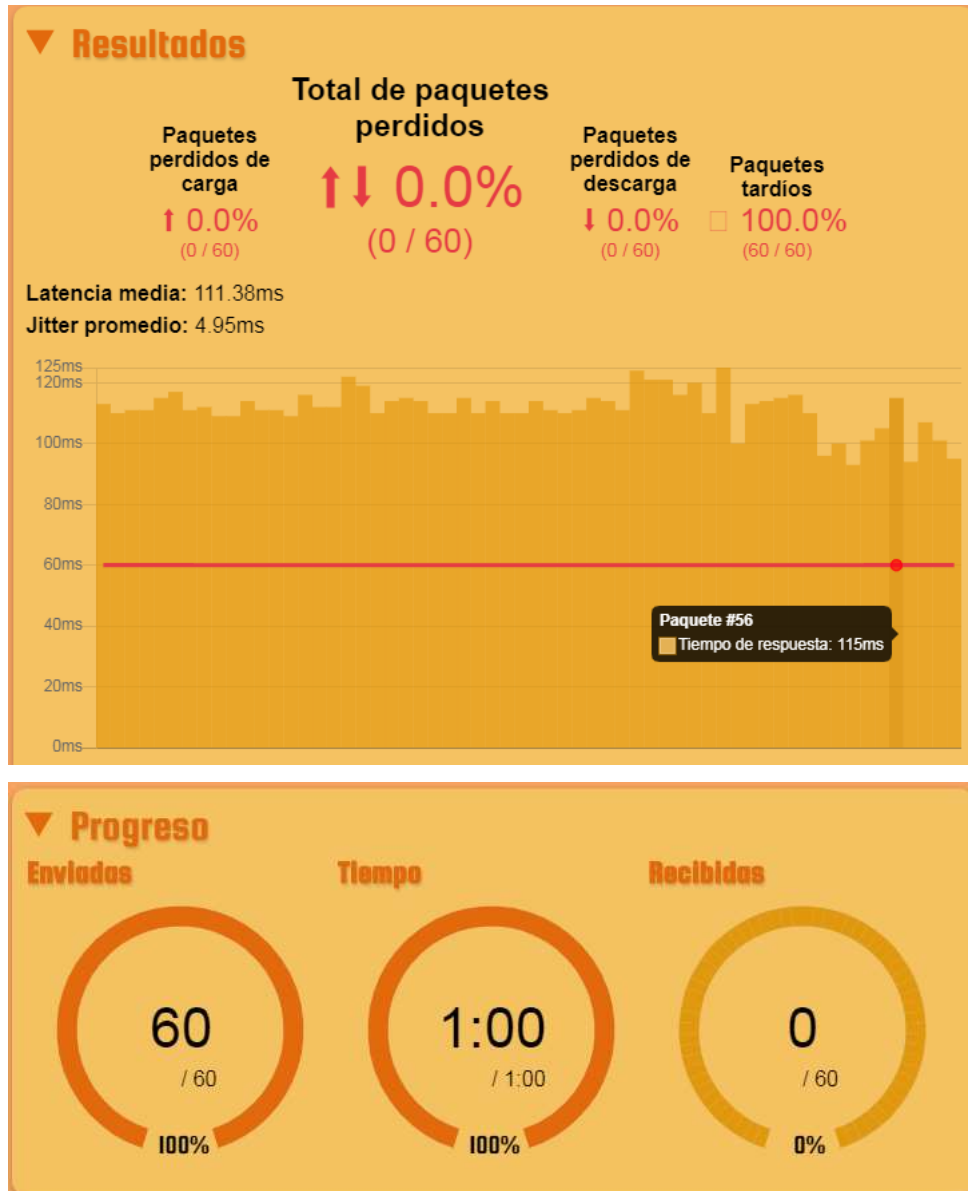 ▼ Resultados
Total de paquetes
perdidos
↑↓ 0.0%
(0 / 60)
Paquetes
perdidos de
carga
↑ 0.0%
(0 / 60)
Paquetes
perdidos de
descarga
↓ 0.0%
(0 / 60)
Paquetes
tardíos
□ 100.0%
(60 / 60)
Latencia media: 111.38ms
Jitter promedio: 4.95ms
125ms
120ms
100ms
80ms
60ms
40ms
20ms
0ms
Paquete #56
Tiempo de respuesta: 115ms
▼ Progreso
Enviadas
60
/ 60
100%
Tiempo
1:00
/ 1:00
100%
Recibidas
0
/ 60
0%